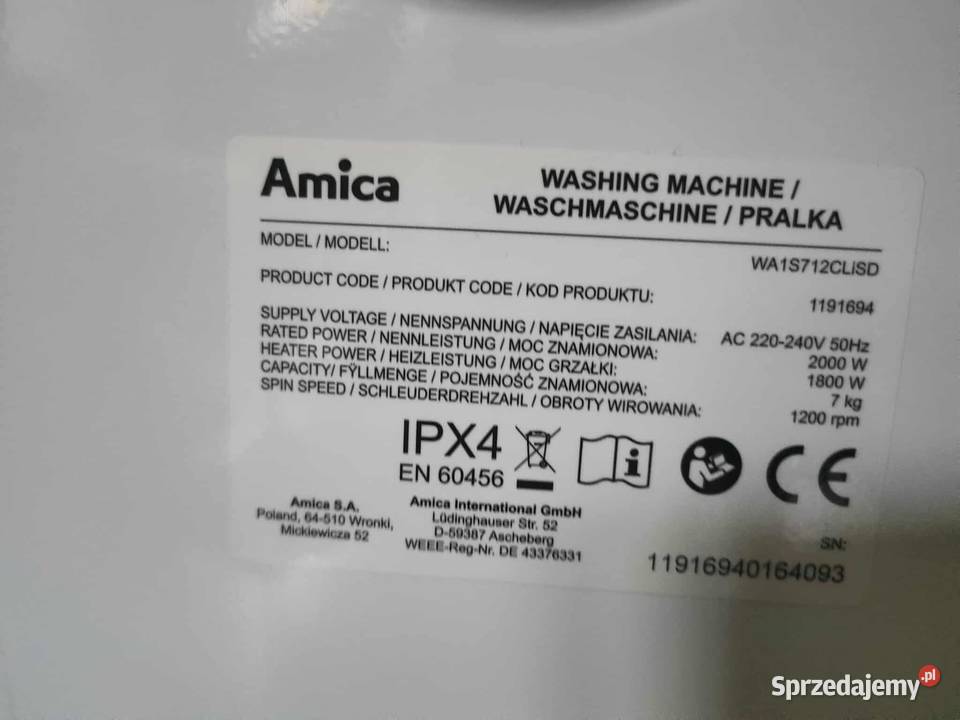 Amica
WASHING MACHINE /
WASCHMASCHINE / PRALKA
MODEL / MODELL: WA1S712CLiSD
PRODUCT CODE / PRODUKT CODE / KOD PRODUKTU: 1191694
SUPPLY VOLTAGE / NENNSPANNUNG / NAPIĘCIE ZASILANIA: AC 220-240V 50Hz
RATED POWER / NENNLEISTUNG / MOC ZNAMIONOWA: 2000 W
HEATER POWER / HEIZLEISTUNG / MOC GRZAŁKI: 1800 W
CAPACITY/ FŸLLMENGE / POJEMNOŚĆ ZNAMIONOWA: 7 kg
SPIN SPEED / SCHLEUDERDREHZAHL / OBROTY WIROWANIA: 1200 rpm
IPX4
EN 60456
CE
Amica S.A.
Poland, 64-510 Wronki,
Mickiewicza 52
Amica International GmbH
Lüdinghauser Str. 52
D-59387 Ascheberg
WEEE-Reg-Nr. DE 43376331
SN:
11916940164093
Sprzedajemy.pl